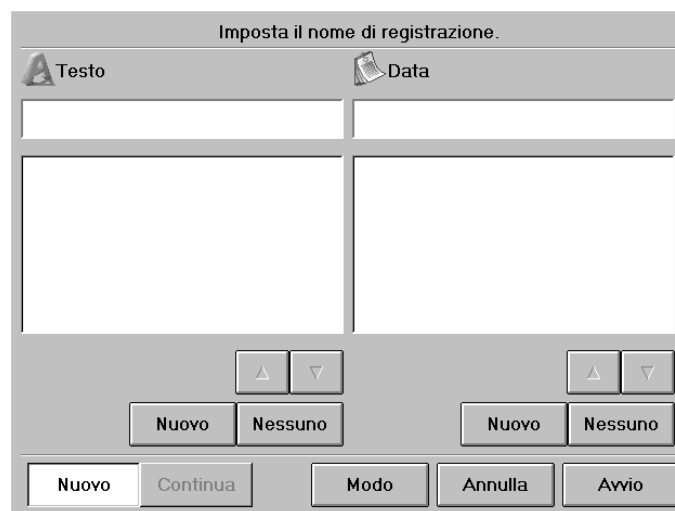 Imposta il nome di registrazione.
Testo Data
Nuovo Nessuno Nuovo Nessuno
Nuovo Continua Modo Annulla Avvio